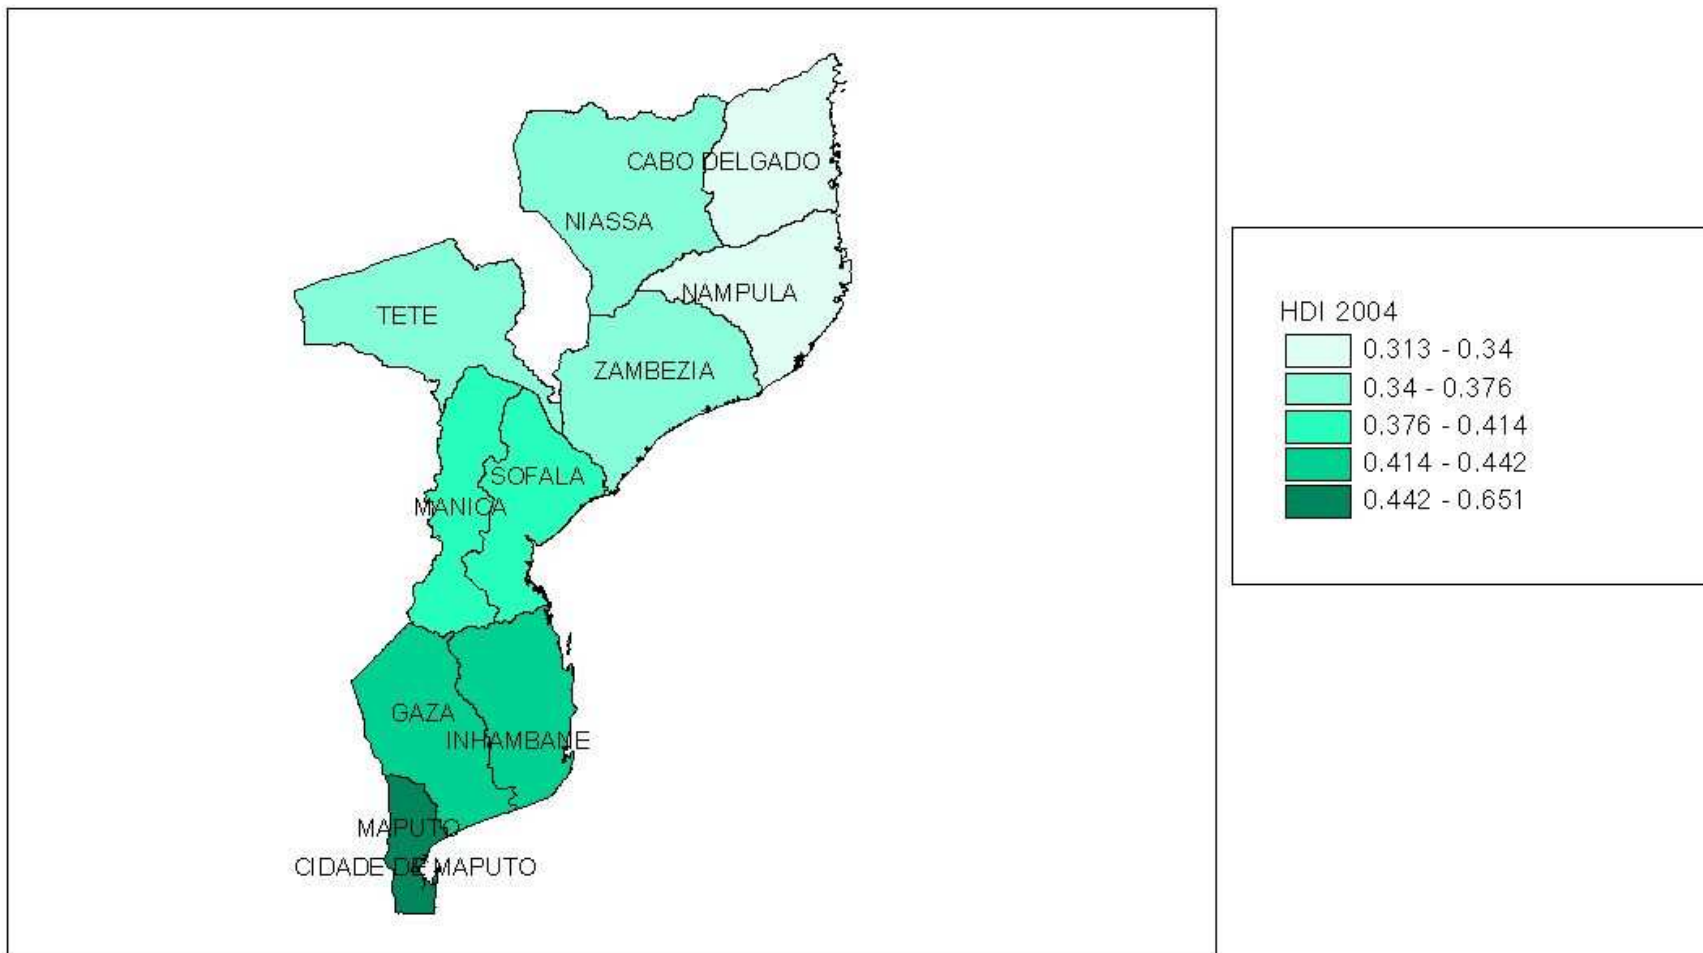 CABO DELGADO
NIASSA
NAMPULA
TETE
ZAMBEZIA
SOFALA
MANICA
GAZA
INHAMBANE
MAPUTO
CIDADE DE MAPUTO
HDI 2004
0.313 - 0.34
0.34 - 0.376
0.376 - 0.414
0.414 - 0.442
0.442 - 0.651